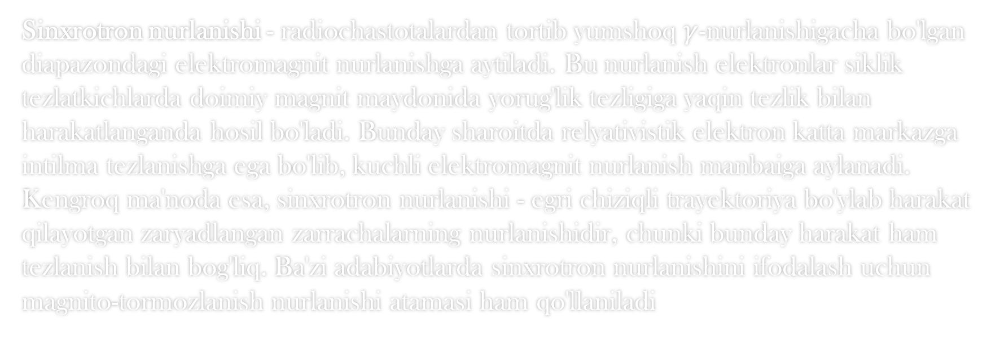 Sinxrotron nurlanishi - radiochastotalardan tortib yumshoq γ-nurlanishigacha bo'lgan
diapazondagi elektromagnit nurlanishga aytiladi. Bu nurlanish elektronlar siklik
tezlatkichlarda doimiy magnit maydonida yorug'lik tezligiga yaqin tezlik bilan
harakatlanganda hosil bo'ladi. Bunday sharoitda relyativistik elektron katta markazga
intilma tezlanishga ega bo'lib, kuchli elektromagnit nurlanish manbaiga aylanadi.
Kengroq ma'noda esa, sinxrotron nurlanishi - egri chiziqli trayektoriya bo'ylab harakat
qilayotgan zaryadlangan zarrachalarning nurlanishidir, chunki bunday harakat ham
tezlanish bilan bog'liq. Ba'zi adabiyotlarda sinxrotron nurlanishini ifodalash uchun
magnito-tormozlanish nurlanishi atamasi ham qo'llaniladi